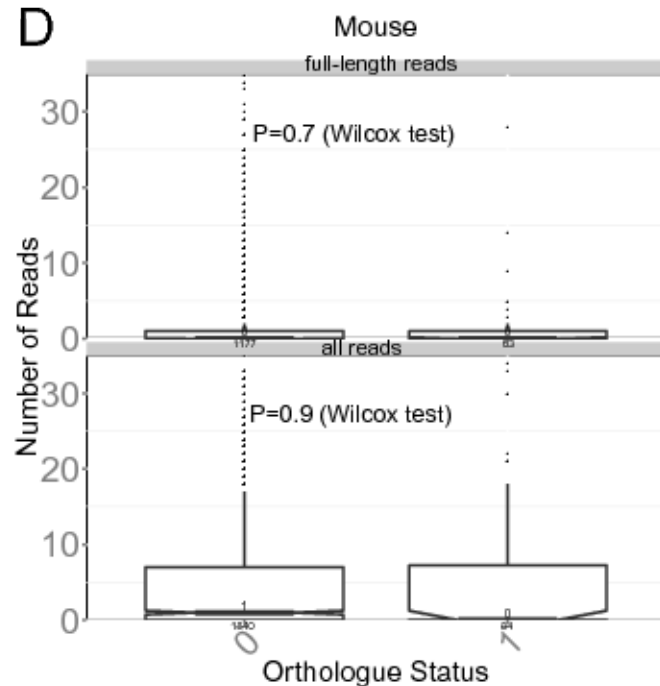 D
Mouse
full-length reads
30
20
10
0
P=0.7 (Wilcox test)
1177
all reads
30
20
10
0
P=0.9 (Wilcox test)
0
1
Number of Reads
Orthologue Status